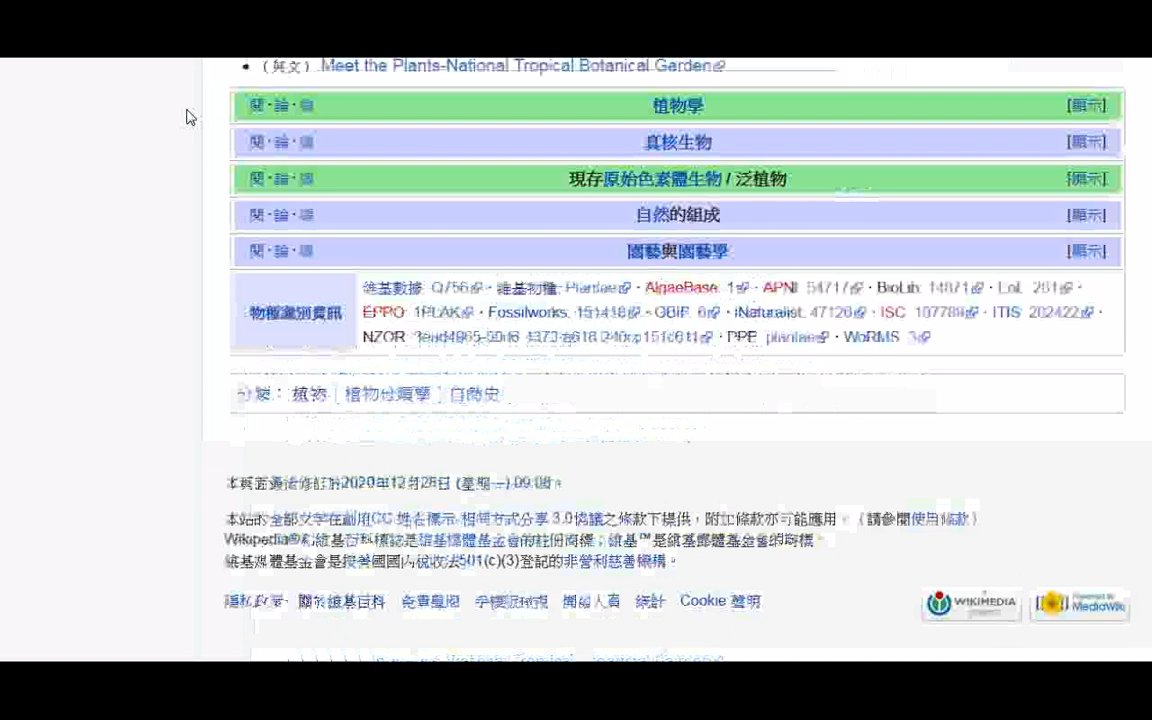 (英文) Meet the Plants-National Tropical Botanical Garden
閱·論·編 植物學 [顯示]
閱·論·編 真核生物 [顯示]
閱·論·編 現存原始色素體生物 / 泛植物 [顯示]
閱·論·編 自然的組成 [顯示]
閱·論·編 園藝與園藝學 [顯示]
物種識別資訊
維基數據: Q756 · 維基物種: Plantae · AlgaeBase: 1 · APNI: 54717 · BioLib: 14871 · EoL: 281 ·
EPPO: 1PLAK · Fossilworks: 151418 · GBIF: 6 · iNaturalist: 47126 · ISC: 107789 · ITIS: 202422 ·
NZOR: · PPE: plantae · WoRMS: 3
分類: 植物 | 植物分類學 | 自然史
本頁面最後修訂於2020年12月28日 (星期一) 09:08。
本站的全部文字在創用CC 姓名標示-相同方式分享 3.0協議之條款下提供，附加條款亦可能應用。（請參閱使用條款）
Wikipedia®和維基百科標誌是維基媒體基金會的註冊商標；維基™是維基媒體基金會的商標。
維基媒體基金會是按美國國內稅收法501(c)(3)登記的非營利慈善機構。
隱私政策 關於維基百科 免責聲明 手機版檢視 開發人員 統計 Cookie 聲明
WIKIMEDIA
Powered By MediaWiki